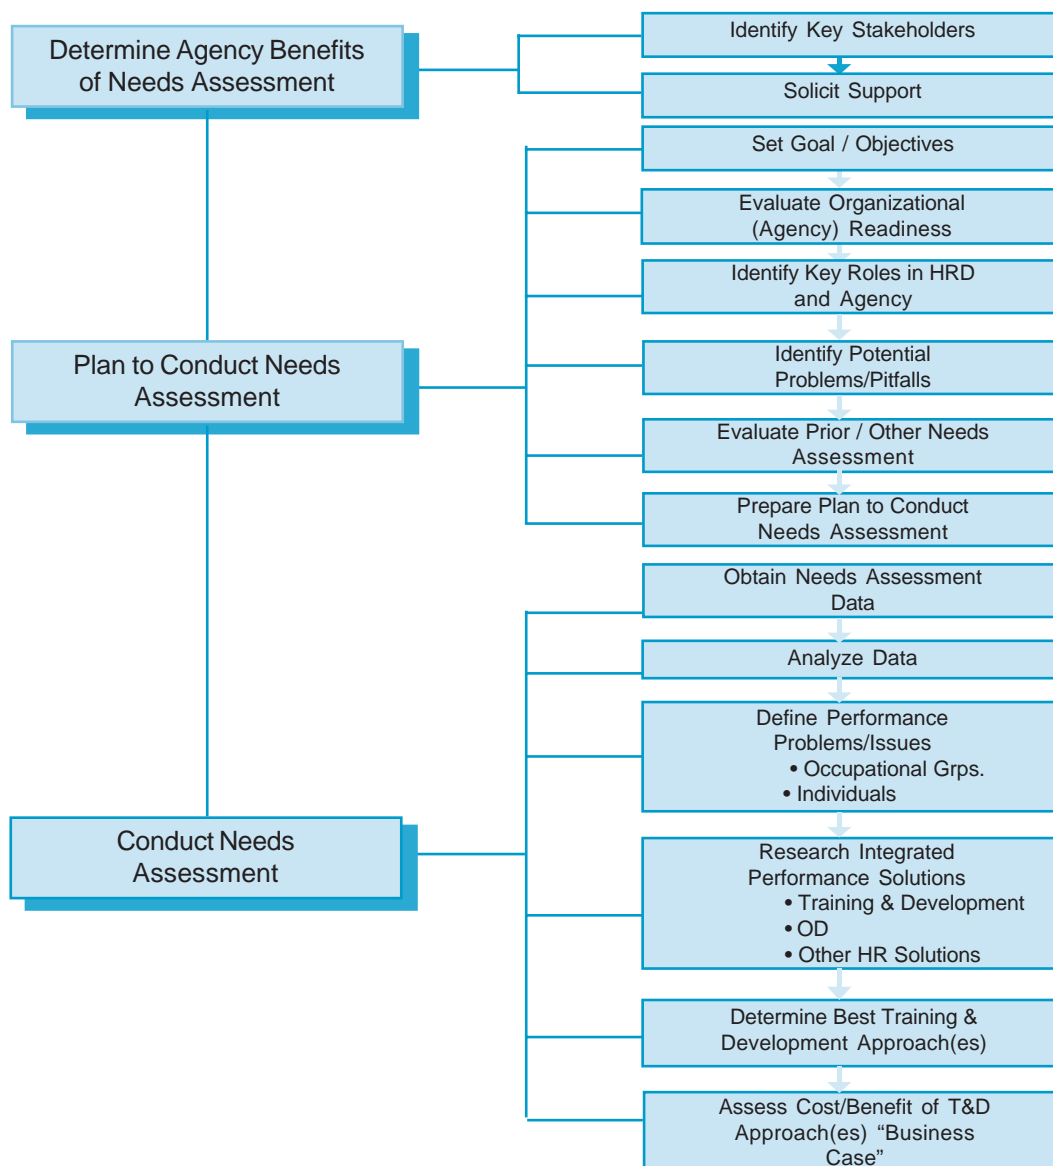 Determine Agency Benefits
of Needs Assessment
Identify Key Stakeholders
Solicit Support
Plan to Conduct Needs
Assessment
Set Goal / Objectives
Evaluate Organizational
(Agency) Readiness
Identify Key Roles in HRD
and Agency
Identify Potential
Problems/Pitfalls
Evaluate Prior / Other Needs
Assessment
Prepare Plan to Conduct
Needs Assessment
Conduct Needs
Assessment
Obtain Needs Assessment
Data
Analyze Data
Define Performance
Problems/Issues
• Occupational Grps.
• Individuals
Research Integrated
Performance Solutions
• Training & Development
• OD
• Other HR Solutions
Determine Best Training &
Development Approach(es)
Assess Cost/Benefit of T&D
Approach(es) “Business
Case”